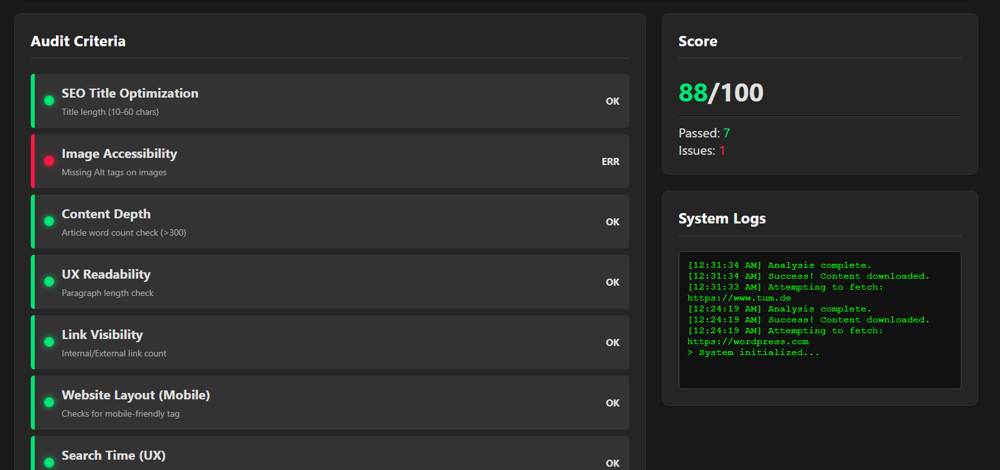 Audit Criteria
SEO Title Optimization
Title length (10-60 chars)
OK
Image Accessibility
Missing Alt tags on images
ERR
Content Depth
Article word count check (>300)
OK
UX Readability
Paragraph length check
OK
Link Visibility
Internal/External link count
OK
Website Layout (Mobile)
Checks for mobile-friendly tag
OK
Search Time (UX)
OK
Score
88/100
Passed: 7
Issues: 1
System Logs
[12:31:34 AM] Analysis complete.
[12:31:34 AM] Success! Content downloaded.
[12:31:33 AM] Attempting to fetch:
https://www.tum.de
[12:24:19 AM] Analysis complete.
[12:24:19 AM] Success! Content downloaded.
[12:24:19 AM] Attempting to fetch:
https://wordpress.com
> System initialized...